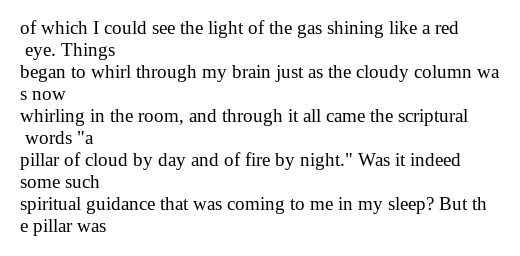 of which I could see the light of the gas shining like a red
eye. Things
began to whirl through my brain just as the cloudy column wa
s now
whirling in the room, and through it all came the scriptural
words "a
pillar of cloud by day and of fire by night." Was it indeed
some such
spiritual guidance that was coming to me in my sleep? But th
e pillar was